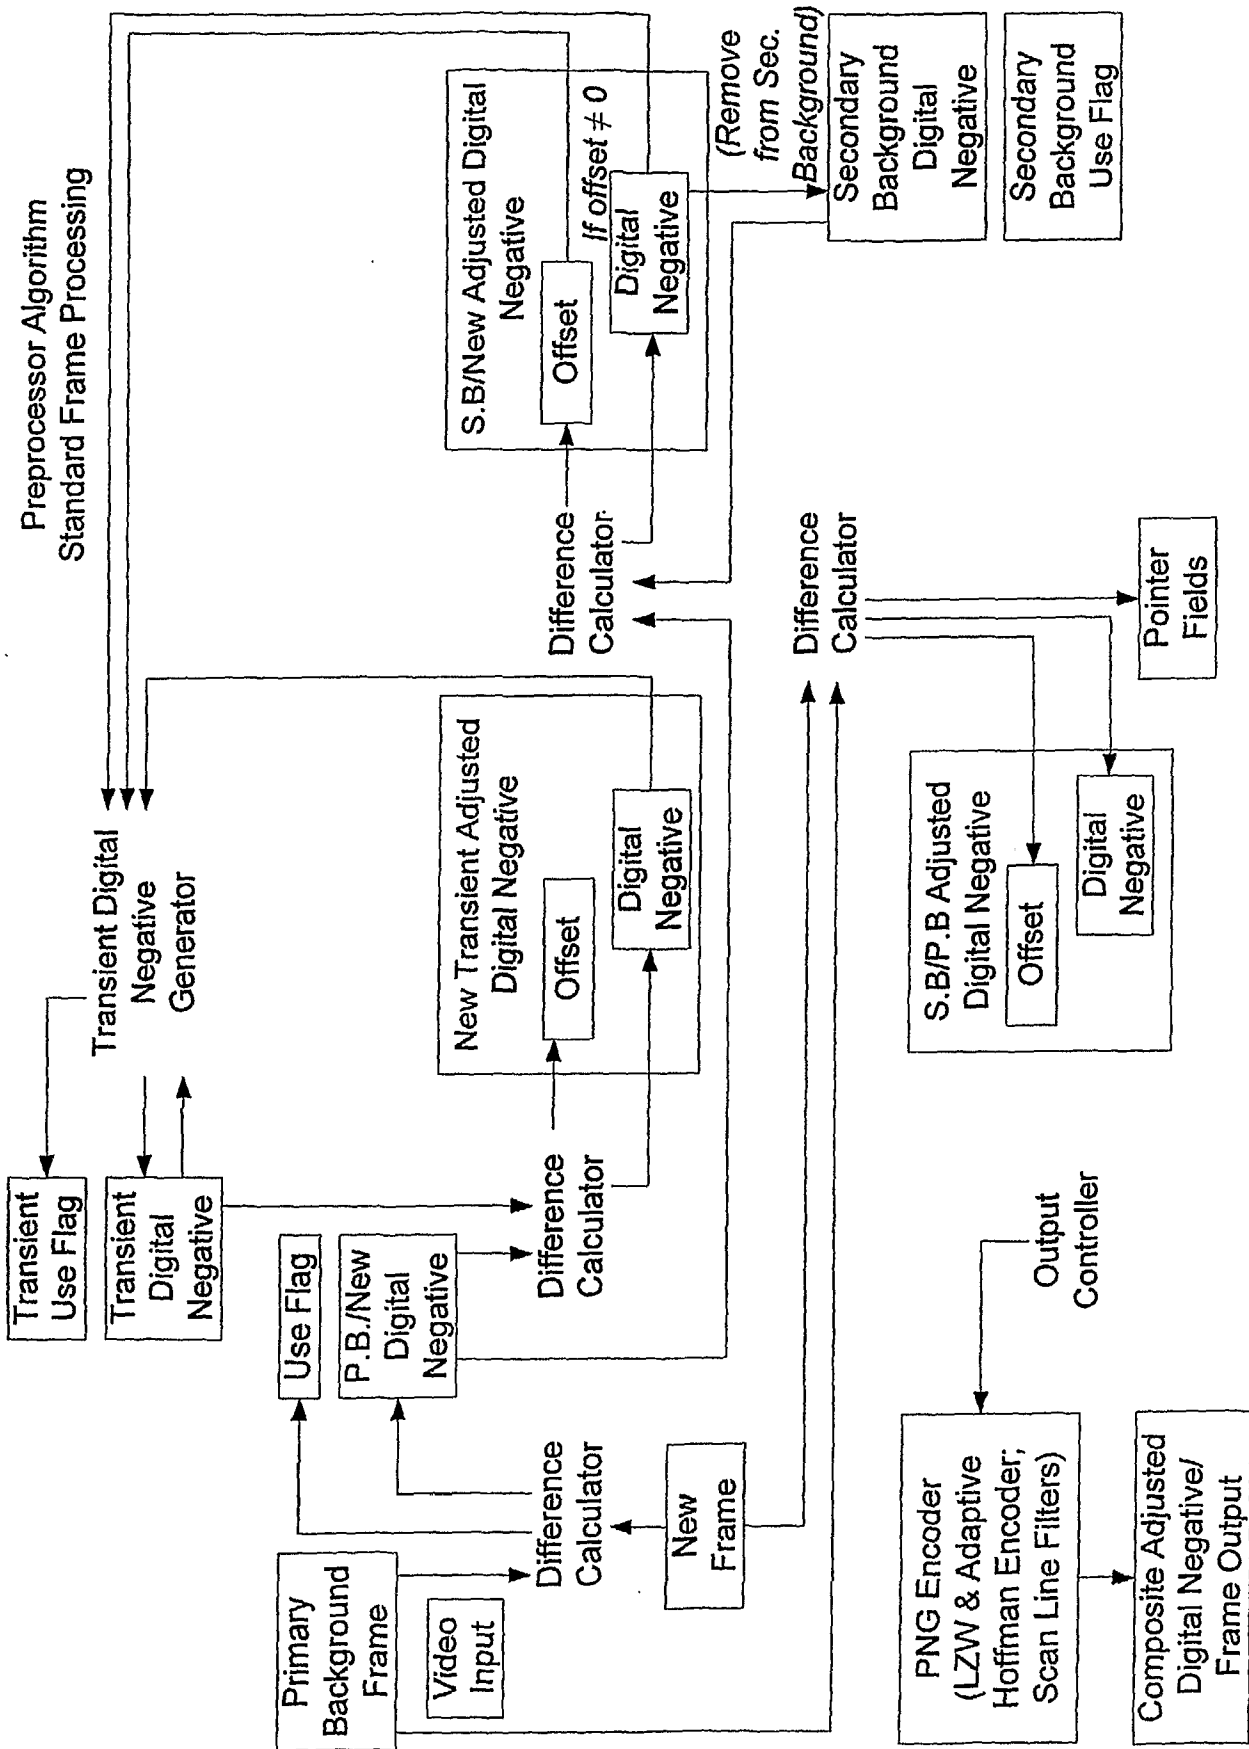 Preprocessor Algorithm
Standard Frame Processing
Transient
Use Flag
Transient
Digital
Negative
Transient Digital
Negative
Generator
Primary
Background
Frame
Video
Input
Difference
Calculator
New
Frame
Use Flag
P.B./New
Digital
Negative
Difference
Calculator
New Transient Adjusted
Digital Negative
Offset
Digital
Negative
Difference
Calculator
S.B/New Adjusted Digital
Negative
Offset
If offset ≠ 0
Digital
Negative
(Remove
from Sec.
Background)
Secondary
Background
Digital
Negative
Secondary
Background
Use Flag
Difference
Calculator
Pointer
Fields
S.B/P.B Adjusted
Digital Negative
Offset
Digital
Negative
Output
Controller
PNG Encoder
(LZW & Adaptive
Hoffman Encoder;
Scan Line Filters)
Composite Adjusted
Digital Negative/
Frame Output